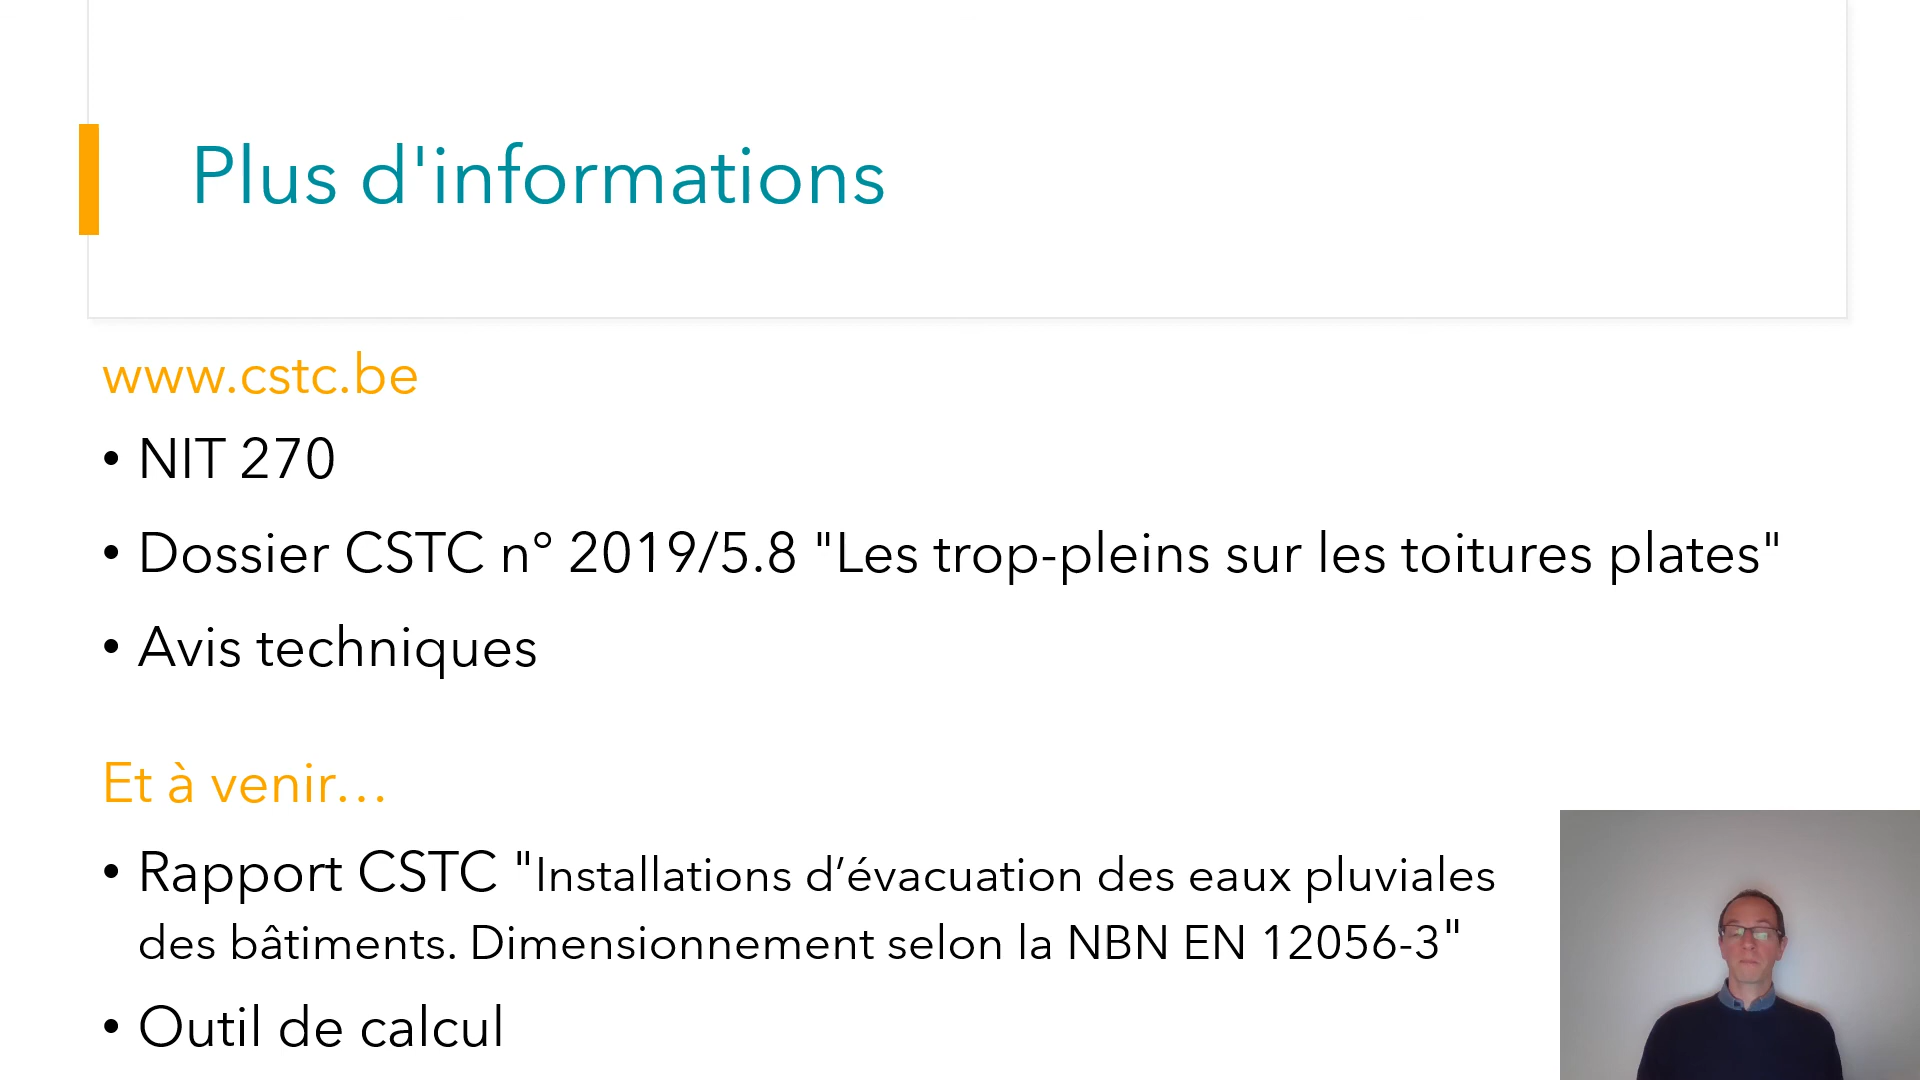 Plus d'informations
www.cstc.be
• NIT 270
• Dossier CSTC n° 2019/5.8 "Les trop-pleins sur les toitures plates"
• Avis techniques
Et à venir…
• Rapport CSTC "Installations d’évacuation des eaux pluviales
des bâtiments. Dimensionnement selon la NBN EN 12056-3"
• Outil de calcul